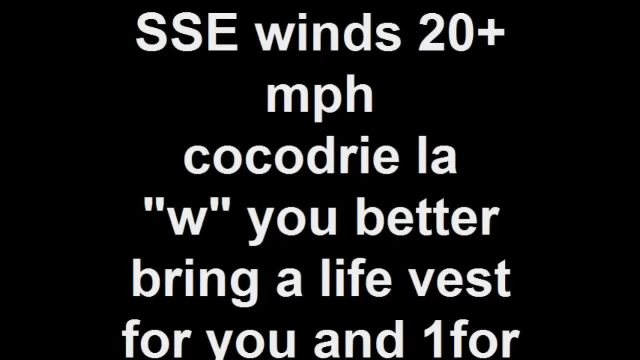 SSE winds 20+
mph
cocodrie la
"w" you better
bring a life vest
for you and 1for